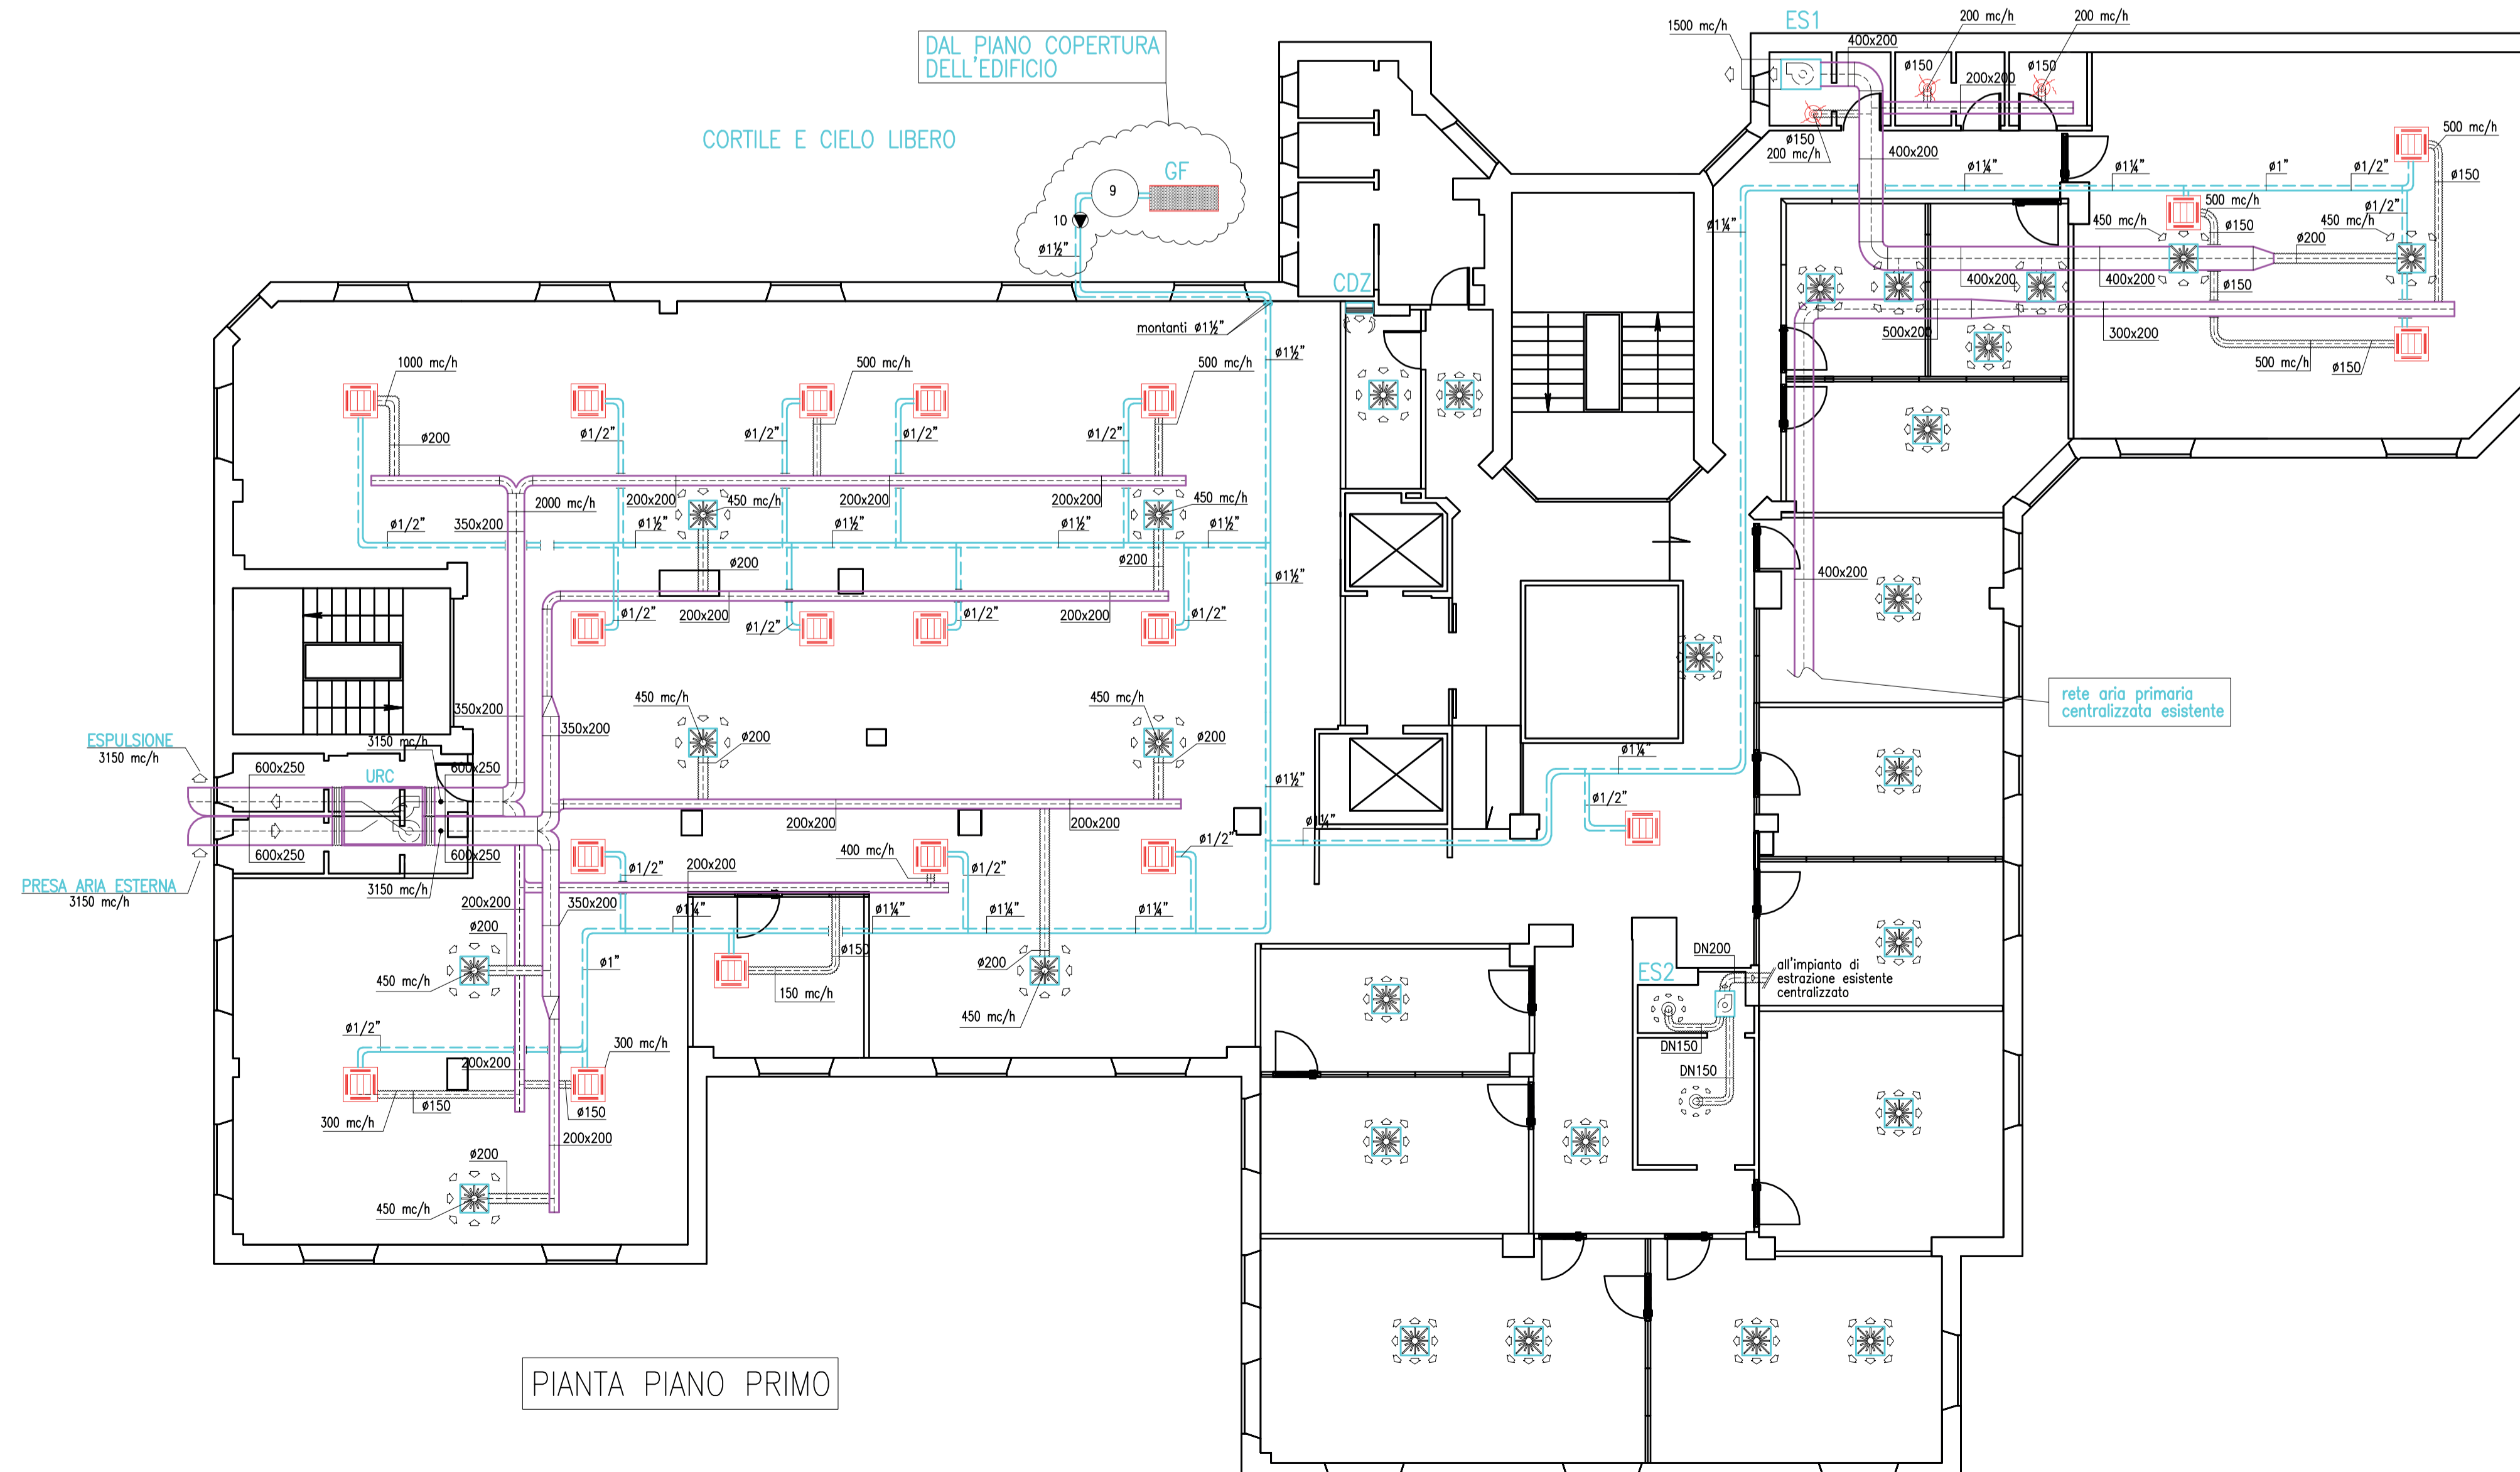 DAL PIANO COPERTURA
DELL'EDIFICIO
CORTILE E CIELO LIBERO
GF
9
10
ø1½"
CDZ
montanti ø1½"
ø1½"
ES1
1500 mc/h
400x200
200 mc/h
200 mc/h
ø150
ø150
200x200
ø150
200 mc/h
400x200
ø1¼"
ø1¼"
ø1"
ø1/2"
500 mc/h
ø150
ø1¼"
450 mc/h
500 mc/h
ø150
450 mc/h
ø1/2"
ø200
400x200
400x200
ø150
500x200
300x200
500 mc/h
ø150
1000 mc/h
500 mc/h
500 mc/h
ø200
ø1/2"
ø1/2"
ø1/2"
ø1/2"
2000 mc/h
200x200
450 mc/h
200x200
200x200
450 mc/h
350x200
ø1/2"
ø1½"
ø1½"
ø1½"
ø1½"
ø200
ø200
ø1½"
400x200
ø1/2"
200x200
ø1/2"
ø1/2"
200x200
ø1/2"
450 mc/h
450 mc/h
350x200
350x200
ø200
ø200
rete aria primaria
centralizzata esistente
ESPULSIONE
3150 mc/h
3150 mc/h
600x250
URC
600x250
ø1½"
ø1¼"
ø1/2"
200x200
200x200
ø1¼"
600x250
600x250
PRESA ARIA ESTERNA
3150 mc/h
3150 mc/h
ø1/2"
200x200
400 mc/h
ø1/2"
ø1/2"
200x200
350x200
ø1¼"
ø1¼"
ø1¼"
ø1¼"
ø200
ø150
ø1"
450 mc/h
150 mc/h
ø200
450 mc/h
DN200
ES2
all'impianto di
estrazione esistente
centralizzato
DN150
DN150
ø1/2"
300 mc/h
200x200
ø150
ø150
300 mc/h
200x200
ø200
450 mc/h
PIANTA PIANO PRIMO